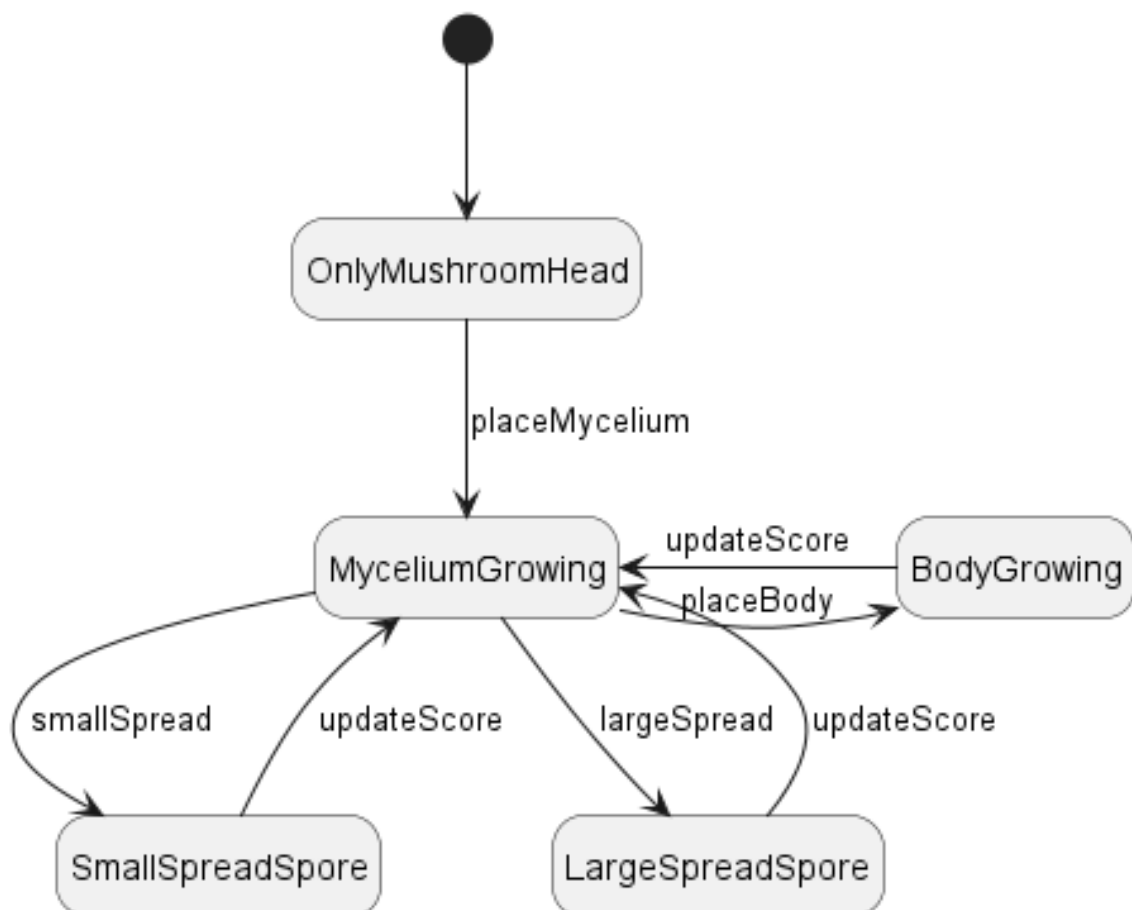 OnlyMushroomHead
placeMycelium
MyceliumGrowing
updateScore
placeBody
BodyGrowing
smallSpread
updateScore
largeSpread
updateScore
SmallSpreadSpore
LargeSpreadSpore